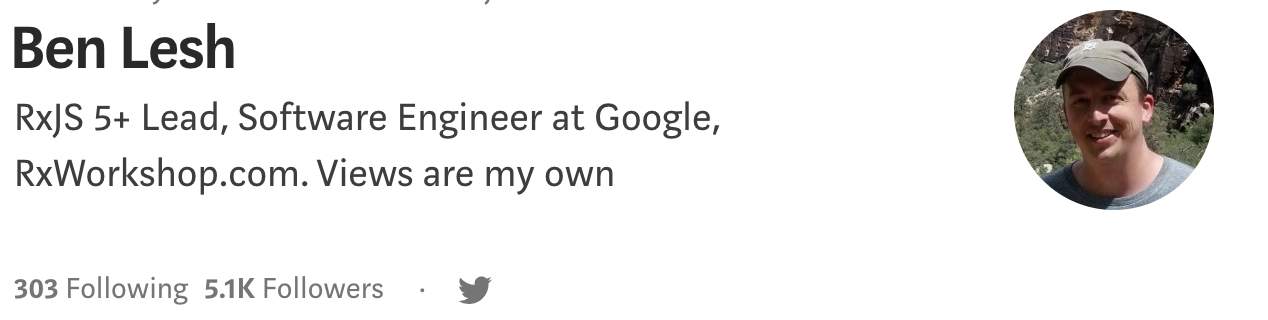 Ben Lesh
RxJS 5+ Lead, Software Engineer at Google,
RxWorkshop.com. Views are my own
303 Following 5.1K Followers ·